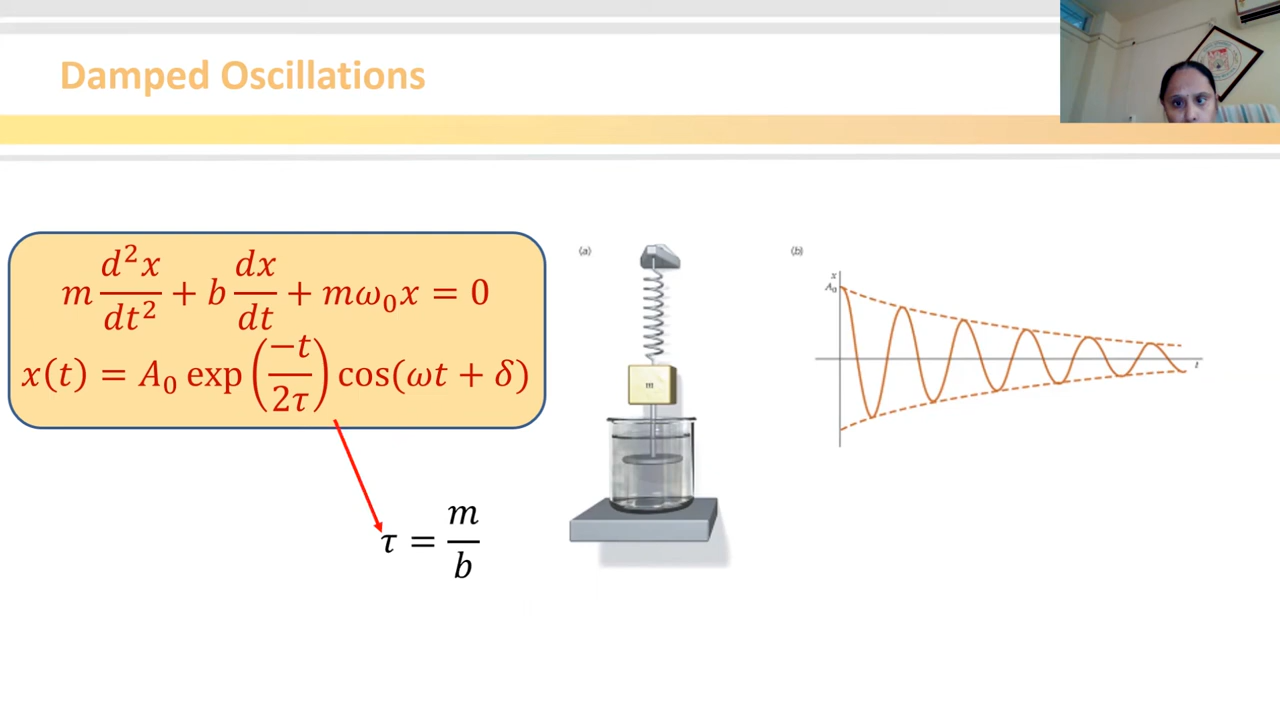 Damped Oscillations
m d²x/dt² + b dx/dt + mω₀x = 0
x(t) = A₀ exp(−t/2τ) cos(ωt + δ)
τ = m/b
(a)
m
(b)
x
A₀
t